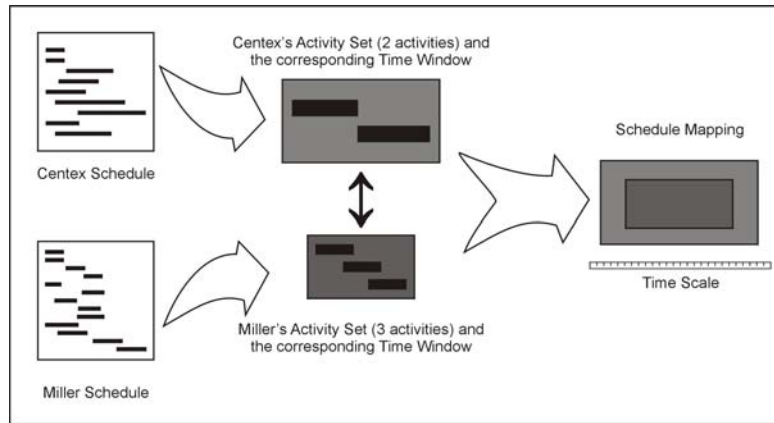 Centex's Activity Set (2 activities) and
the corresponding Time Window
Centex Schedule
Schedule Mapping
Time Scale
Miller's Activity Set (3 activities) and
the corresponding Time Window
Miller Schedule